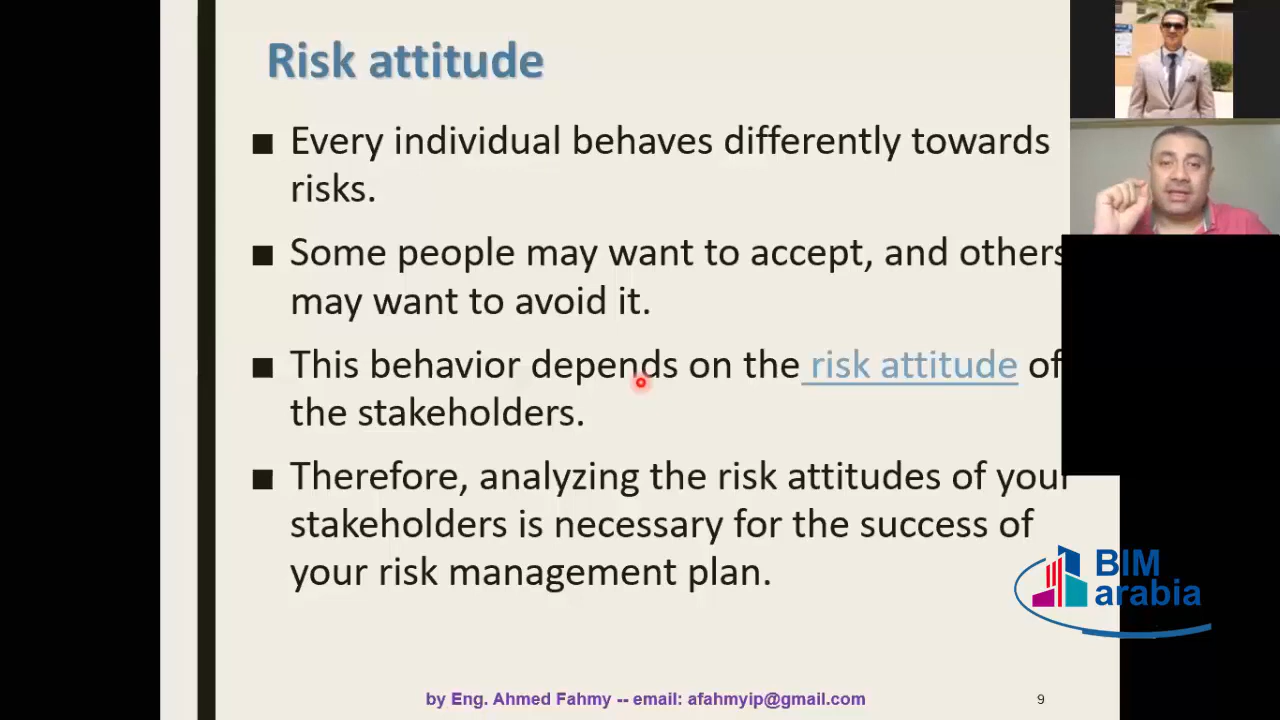 Risk attitude
■ Every individual behaves differently towards
risks.
■ Some people may want to accept, and others
may want to avoid it.
■ This behavior depends on the risk attitude of
the stakeholders.
■ Therefore, analyzing the risk attitudes of your
stakeholders is necessary for the success of
your risk management plan.
BIM
arabia
by Eng. Ahmed Fahmy -- email: afahmyip@gmail.com
9